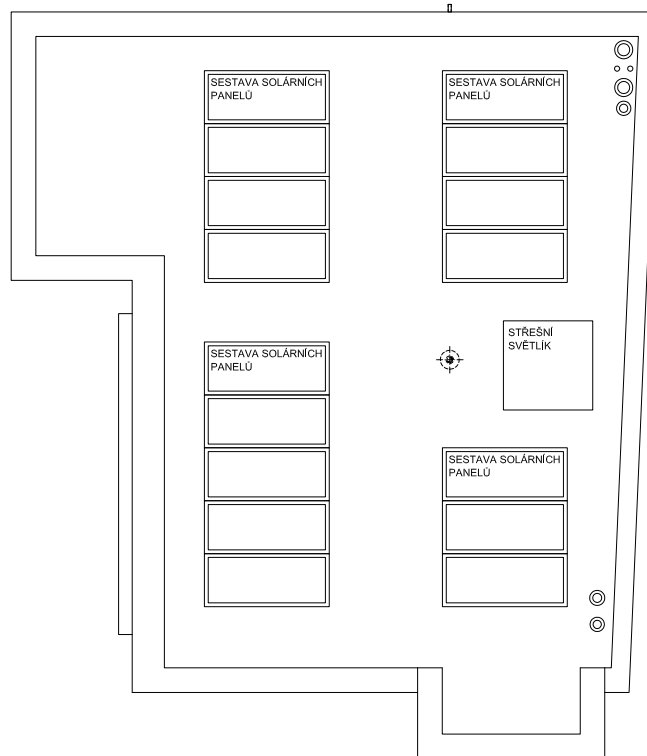 SESTAVA SOLÁRNÍCH
PANELŮ
SESTAVA SOLÁRNÍCH
PANELŮ
STŘEŠNÍ
SVĚTLÍK
SESTAVA SOLÁRNÍCH
PANELŮ
SESTAVA SOLÁRNÍCH
PANELŮ